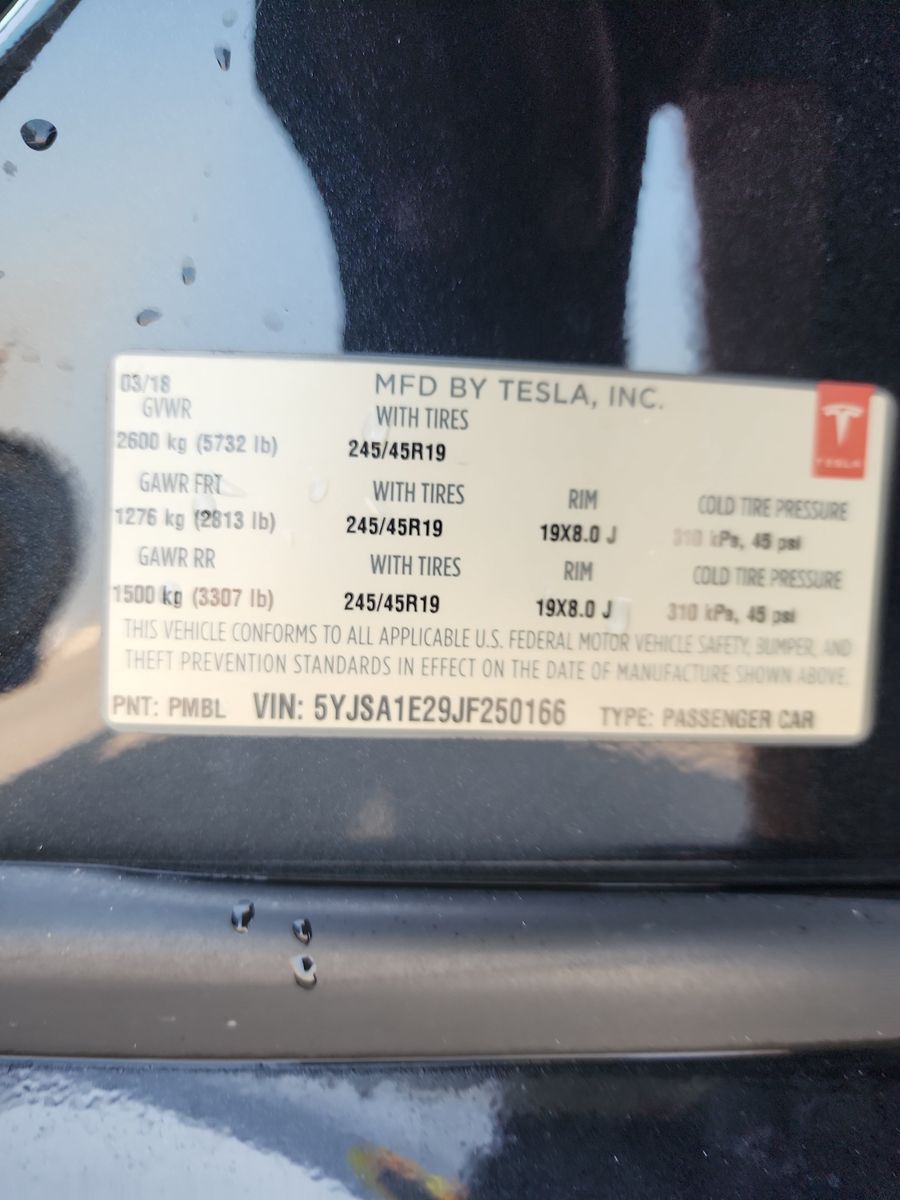 03/18 MFD BY TESLA, INC.
GVWR WITH TIRES
2600 kg (5732 lb) 245/45R19
TESLA
GAWR FRT WITH TIRES RIM COLD TIRE PRESSURE
1276 kg (2813 lb) 245/45R19 19X8.0 J 310 kPa, 45 psi
GAWR RR WITH TIRES RIM COLD TIRE PRESSURE
1500 kg (3307 lb) 245/45R19 19X8.0 J 310 kPa, 45 psi
THIS VEHICLE CONFORMS TO ALL APPLICABLE U.S. FEDERAL MOTOR VEHICLE SAFETY, BUMPER, AND
THEFT PREVENTION STANDARDS IN EFFECT ON THE DATE OF MANUFACTURE SHOWN ABOVE.
PNT: PMBL VIN: 5YJSA1E29JF250166 TYPE: PASSENGER CAR